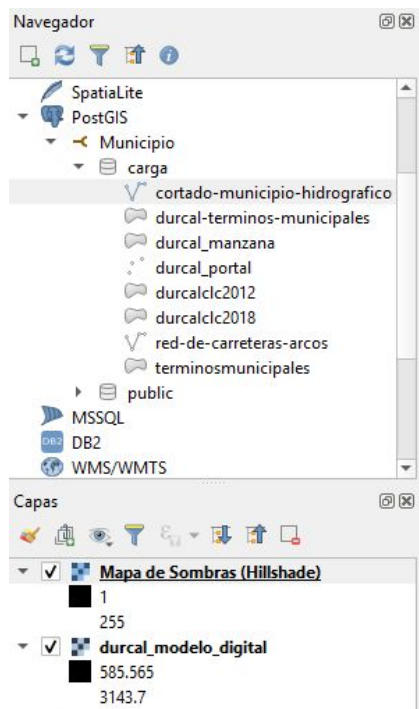 Navegador
SpatiaLite
PostGIS
Municipio
carga
cortado-municipio-hidrografico
durcal-terminos-municipales
durcal_manzana
durcal_portal
durcalclc2012
durcalclc2018
red-de-carreteras-arcos
terminosmunicipales
public
MSSQL
DB2 DB2
WMS/WMTS
Capas
Mapa de Sombras (Hillshade)
1
255
durcal_modelo_digital
585.565
3143.7